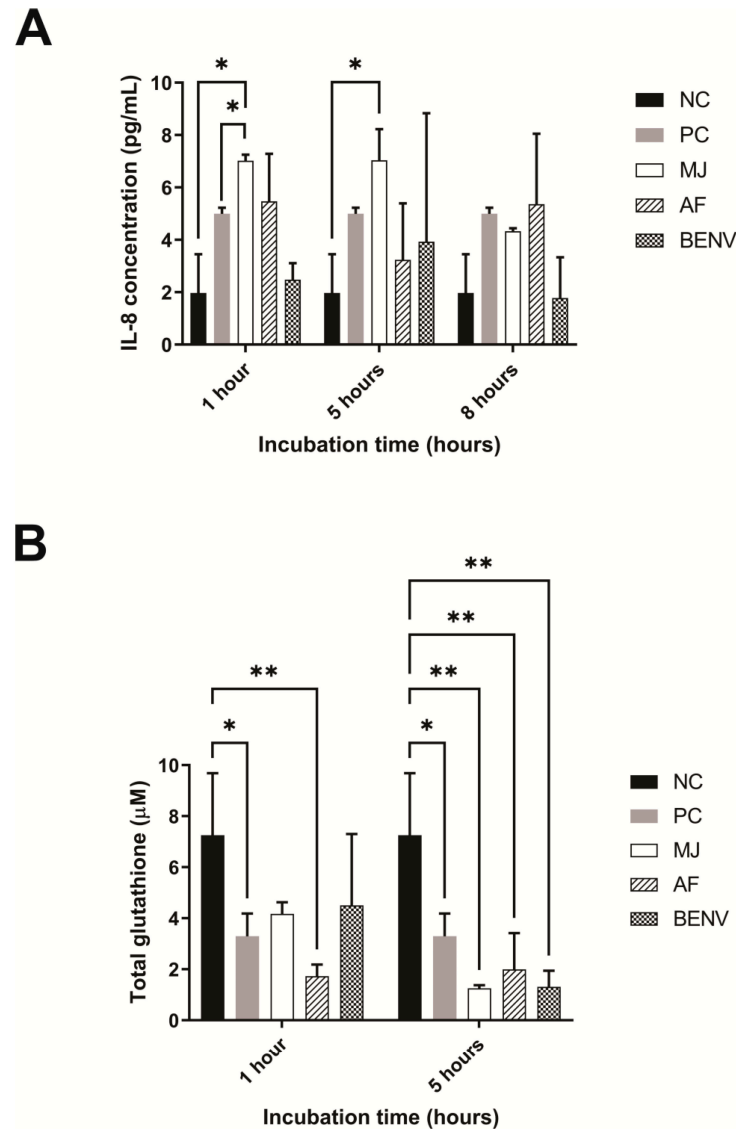 A
*
*
*
10
8
6
4
2
0
IL-8 concentration (pg/mL)
1 hour
5 hours
8 hours
Incubation time (hours)
NC
PC
MJ
AF
BENV
B
**
**
**
**
*
*
10
8
6
4
2
0
Total glutathione (μM)
1 hour
5 hours
Incubation time (hours)
NC
PC
MJ
AF
BENV